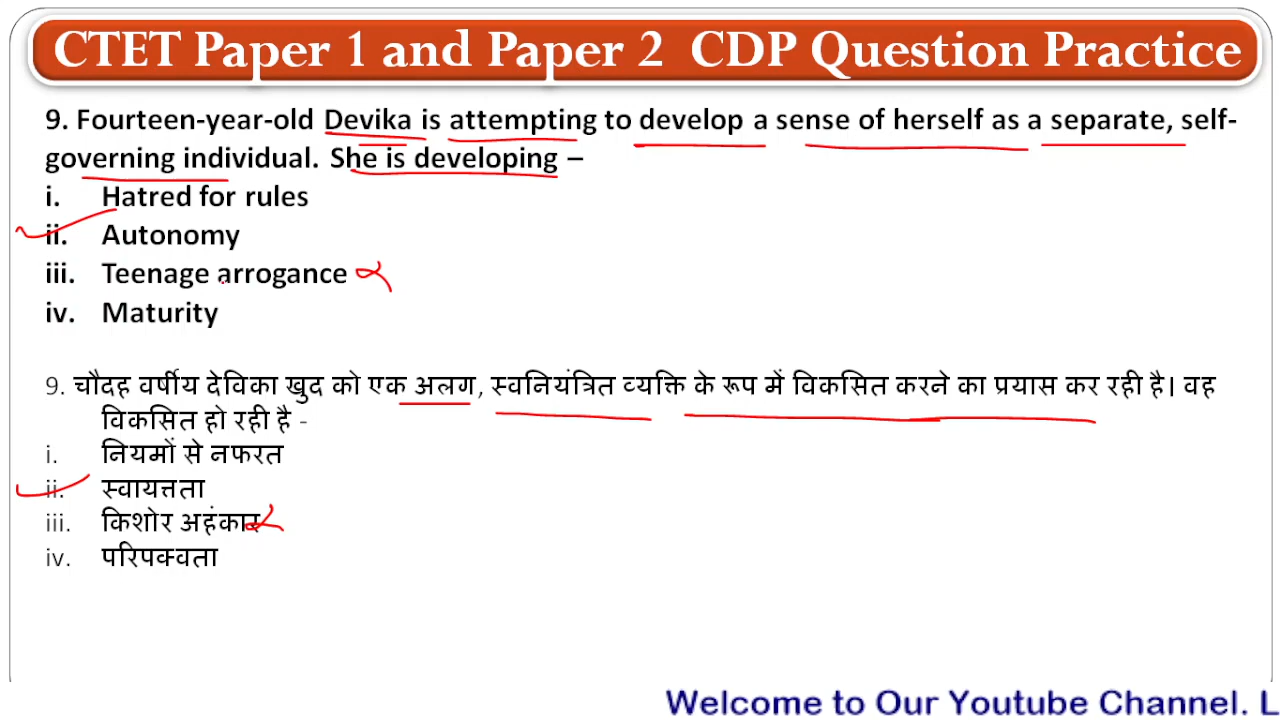 CTET Paper 1 and Paper 2 CDP Question Practice
9. Fourteen-year-old Devika is attempting to develop a sense of herself as a separate, self-
governing individual. She is developing –
i. Hatred for rules
ii. Autonomy
iii. Teenage arrogance
iv. Maturity
9. चौदह वर्षीय देविका खुद को एक अलग, स्वनियंत्रित व्यक्ति के रूप में विकसित करने का प्रयास कर रही है। वह
विकसित हो रही है -
i. नियमों से नफरत
ii. स्वायत्तता
iii. किशोर अहंकार
iv. परिपक्वता
Welcome to Our Youtube Channel. L